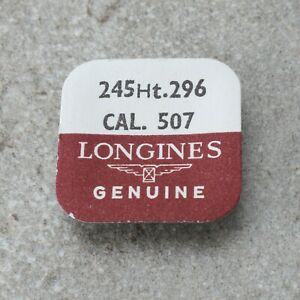 245Ht.296
CAL. 507
LONGINES
GENUINE